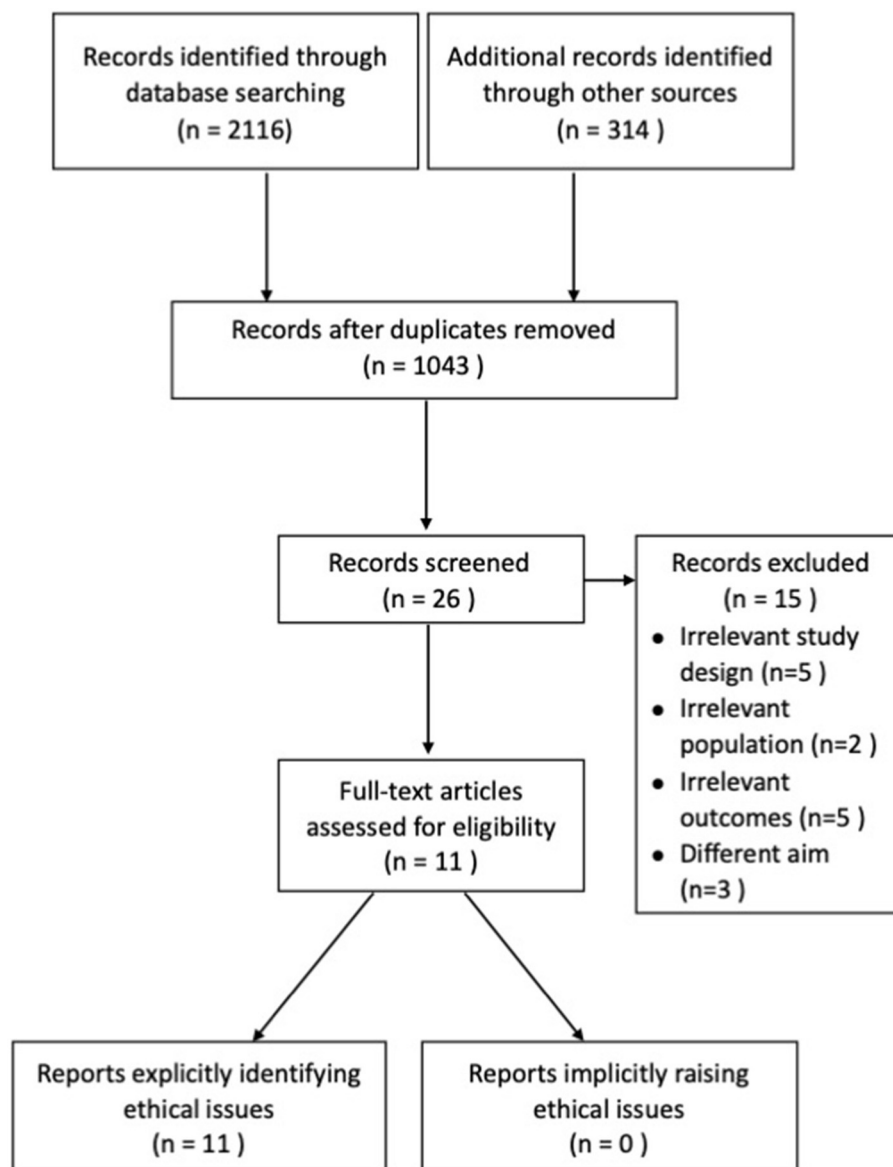 Records identified through
database searching
(n = 2116)
Additional records identified
through other sources
(n = 314 )
Records after duplicates removed
(n = 1043 )
Records screened
(n = 26 )
Records excluded
(n = 15 )
• Irrelevant study
design (n=5 )
• Irrelevant
population (n=2 )
• Irrelevant
outcomes (n=5 )
• Different aim
(n=3 )
Full-text articles
assessed for eligibility
(n = 11 )
Reports explicitly identifying
ethical issues
(n = 11 )
Reports implicitly raising
ethical issues
(n = 0 )